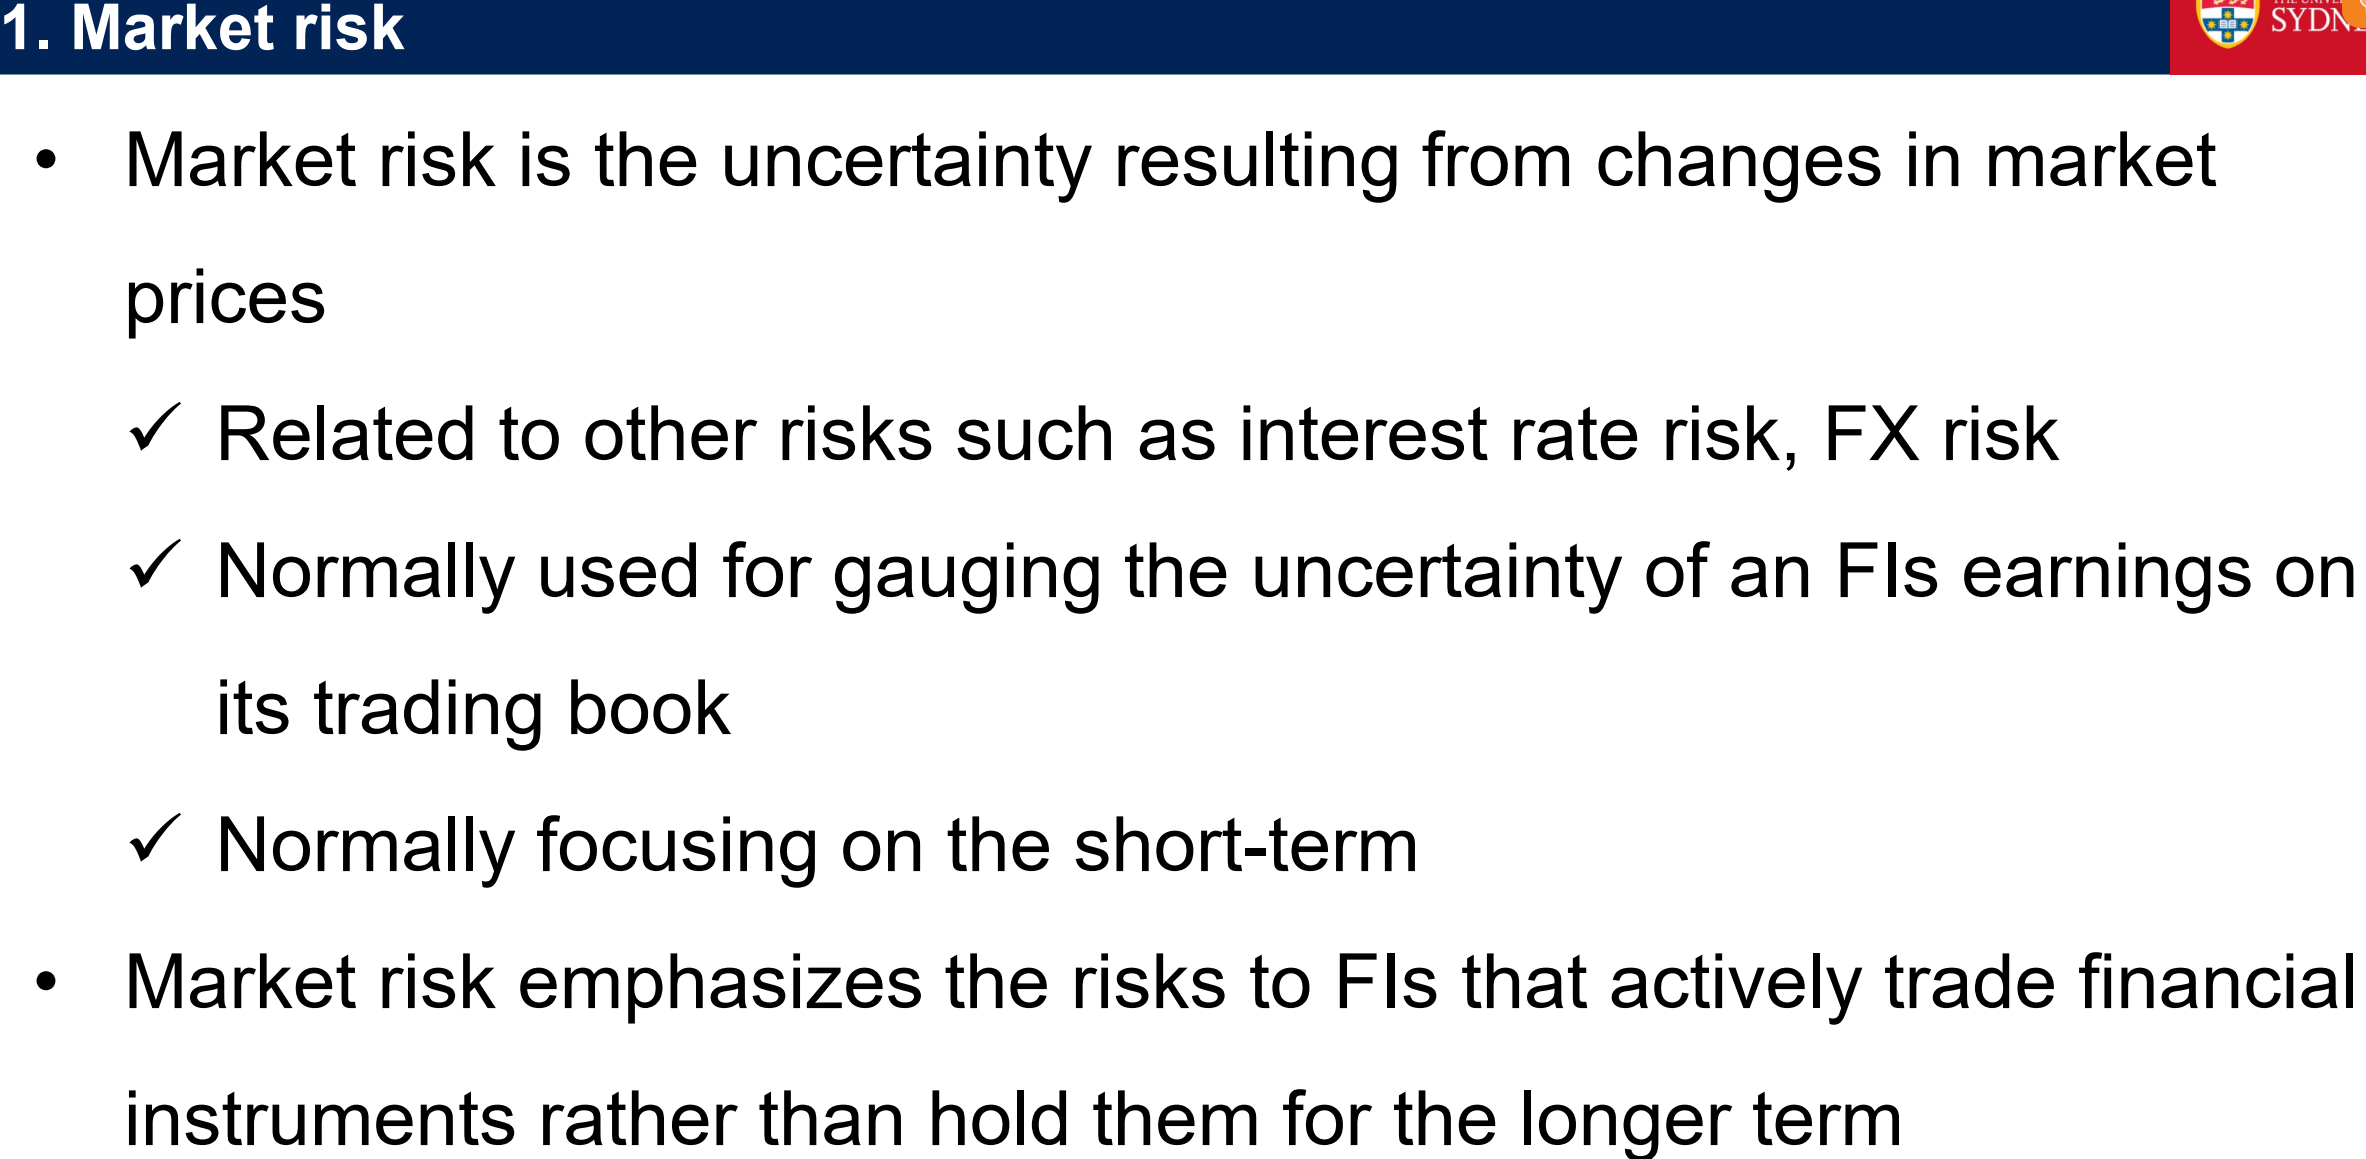 1. Market risk
SYDN
• Market risk is the uncertainty resulting from changes in market
prices
✓ Related to other risks such as interest rate risk, FX risk
✓ Normally used for gauging the uncertainty of an FIs earnings on
its trading book
✓ Normally focusing on the short-term
• Market risk emphasizes the risks to FIs that actively trade financial
instruments rather than hold them for the longer term